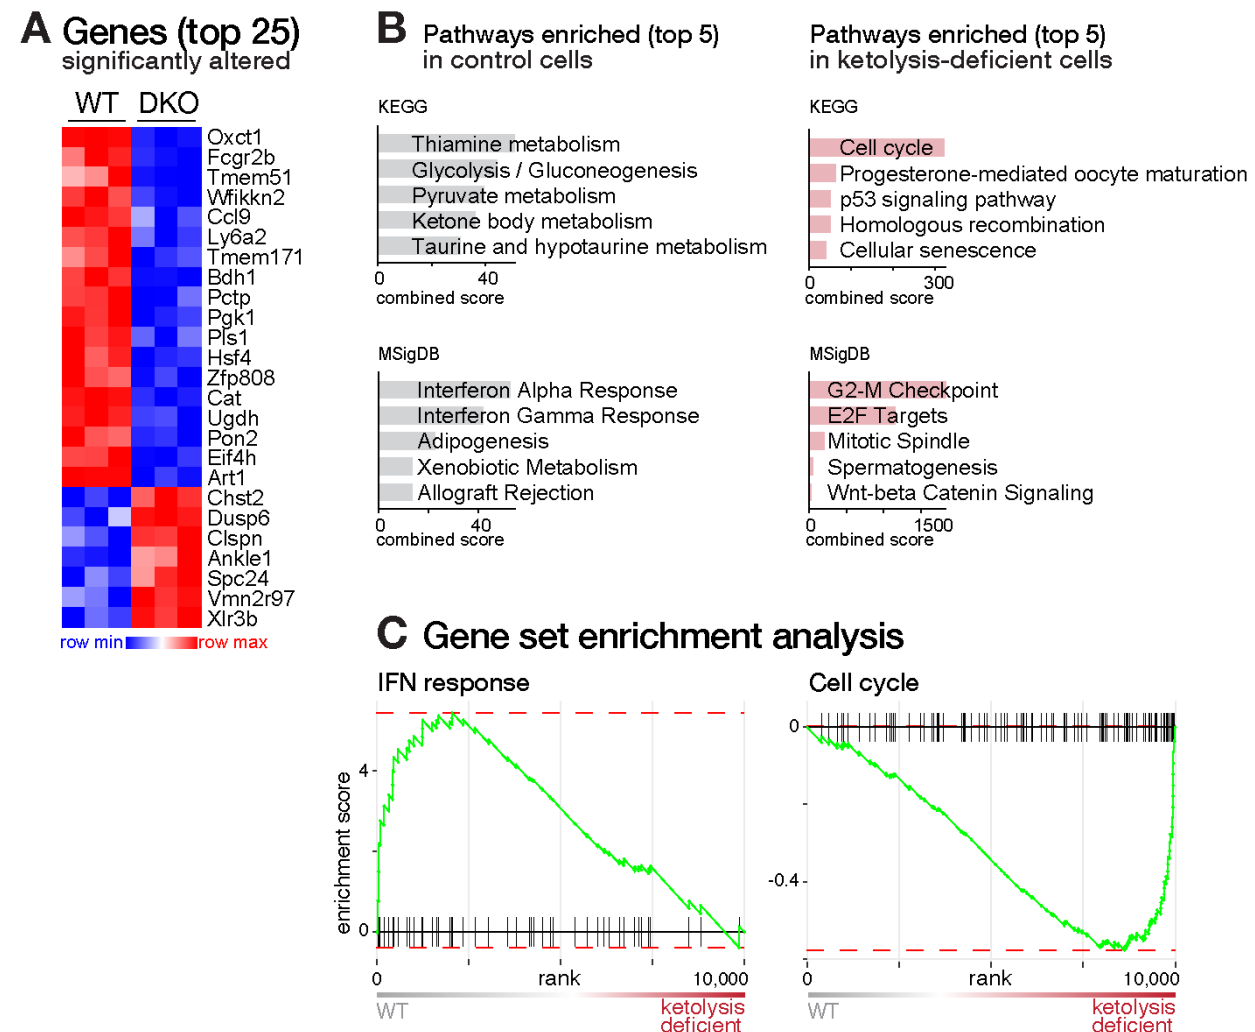 A Genes (top 25)
significantly altered
WT DKO
Oxct1
Fcgr2b
Tmem51
Wfikkn2
Ccl9
Ly6a2
Tmem171
Bdh1
Pctp
Pgk1
Pls1
Hsf4
Zfp808
Cat
Ugdh
Pon2
Eif4h
Art1
Chst2
Dusp6
Clspn
Ankle1
Spc24
Vmn2r97
Xlr3b
row min row max
B Pathways enriched (top 5)
in control cells
KEGG
Thiamine metabolism
Glycolysis / Gluconeogenesis
Pyruvate metabolism
Ketone body metabolism
Taurine and hypotaurine metabolism
0 40
combined score
MSigDB
Interferon Alpha Response
Interferon Gamma Response
Adipogenesis
Xenobiotic Metabolism
Allograft Rejection
0 40
combined score
Pathways enriched (top 5)
in ketolysis-deficient cells
KEGG
Cell cycle
Progesterone-mediated oocyte maturation
p53 signaling pathway
Homologous recombination
Cellular senescence
0 300
combined score
MSigDB
G2-M Checkpoint
E2F Targets
Mitotic Spindle
Spermatogenesis
Wnt-beta Catenin Signaling
0 1500
combined score
C Gene set enrichment analysis
IFN response
enrichment score
4
0
0 rank 10,000
WT ketolysis
deficient
Cell cycle
0
-0.4
0 rank 10,000
WT ketolysis
deficient